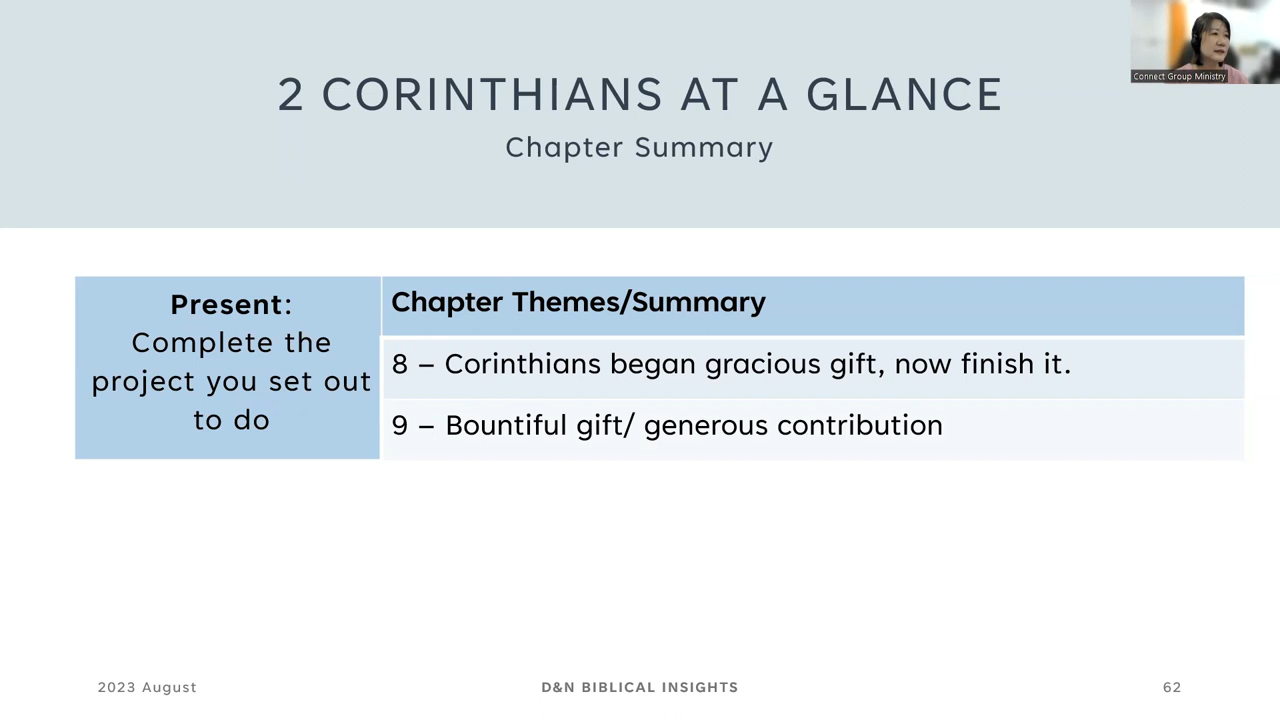 Connect Group Ministry
2 CORINTHIANS AT A GLANCE
Chapter Summary
Present:
Complete the
project you set out
to do
Chapter Themes/Summary
8 – Corinthians began gracious gift, now finish it.
9 – Bountiful gift/ generous contribution
2023 August
D&N BIBLICAL INSIGHTS
62